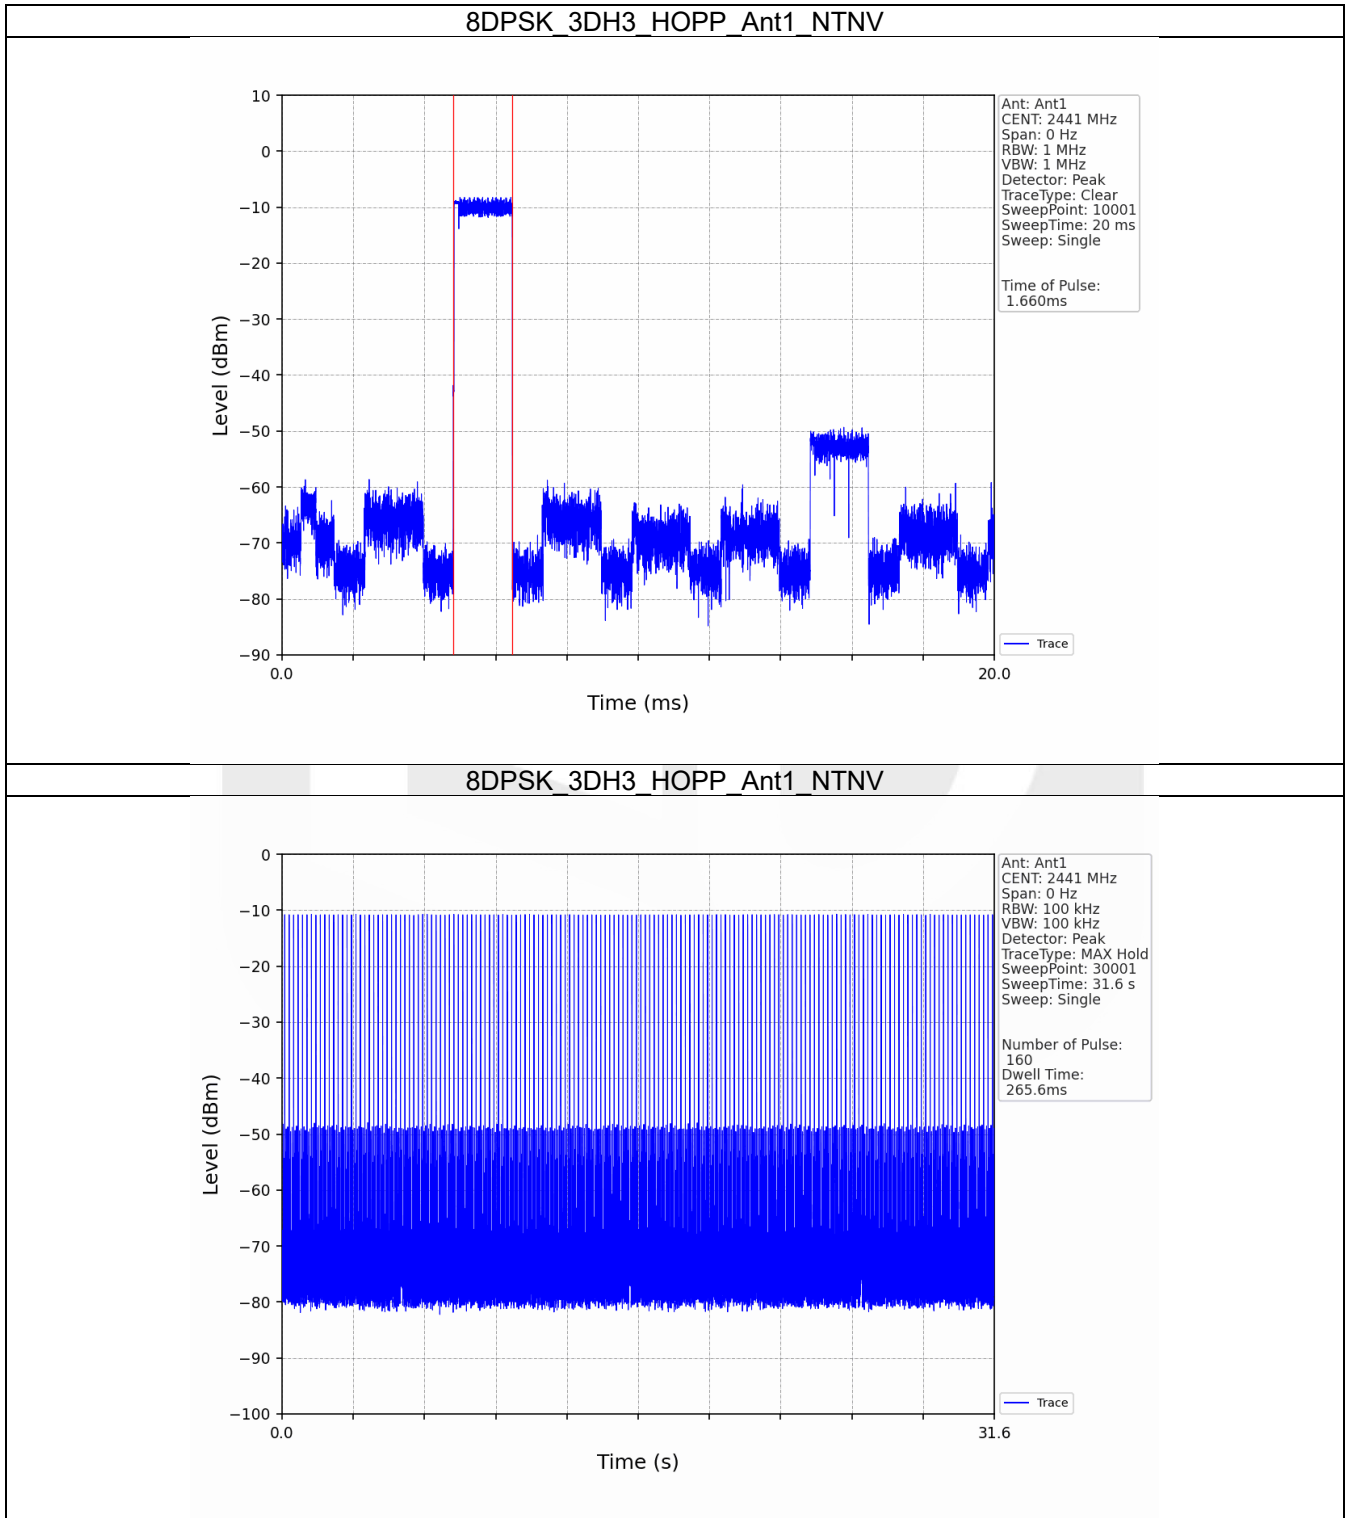 8DPSK_3DH3_HOPP_Ant1_NTNV
10
0
−10
−20
−30
−40
−50
−60
−70
−80
−90
Level (dBm)
0.0
20.0
Time (ms)
Ant: Ant1
CENT: 2441 MHz
Span: 0 Hz
RBW: 1 MHz
VBW: 1 MHz
Detector: Peak
TraceType: Clear
SweepPoint: 10001
SweepTime: 20 ms
Sweep: Single
Time of Pulse:
1.660ms
Trace
8DPSK_3DH3_HOPP_Ant1_NTNV
0
−10
−20
−30
−40
−50
−60
−70
−80
−90
−100
Level (dBm)
0.0
31.6
Time (s)
Ant: Ant1
CENT: 2441 MHz
Span: 0 Hz
RBW: 100 kHz
VBW: 100 kHz
Detector: Peak
TraceType: MAX Hold
SweepPoint: 30001
SweepTime: 31.6 s
Sweep: Single
Number of Pulse:
160
Dwell Time:
265.6ms
Trace